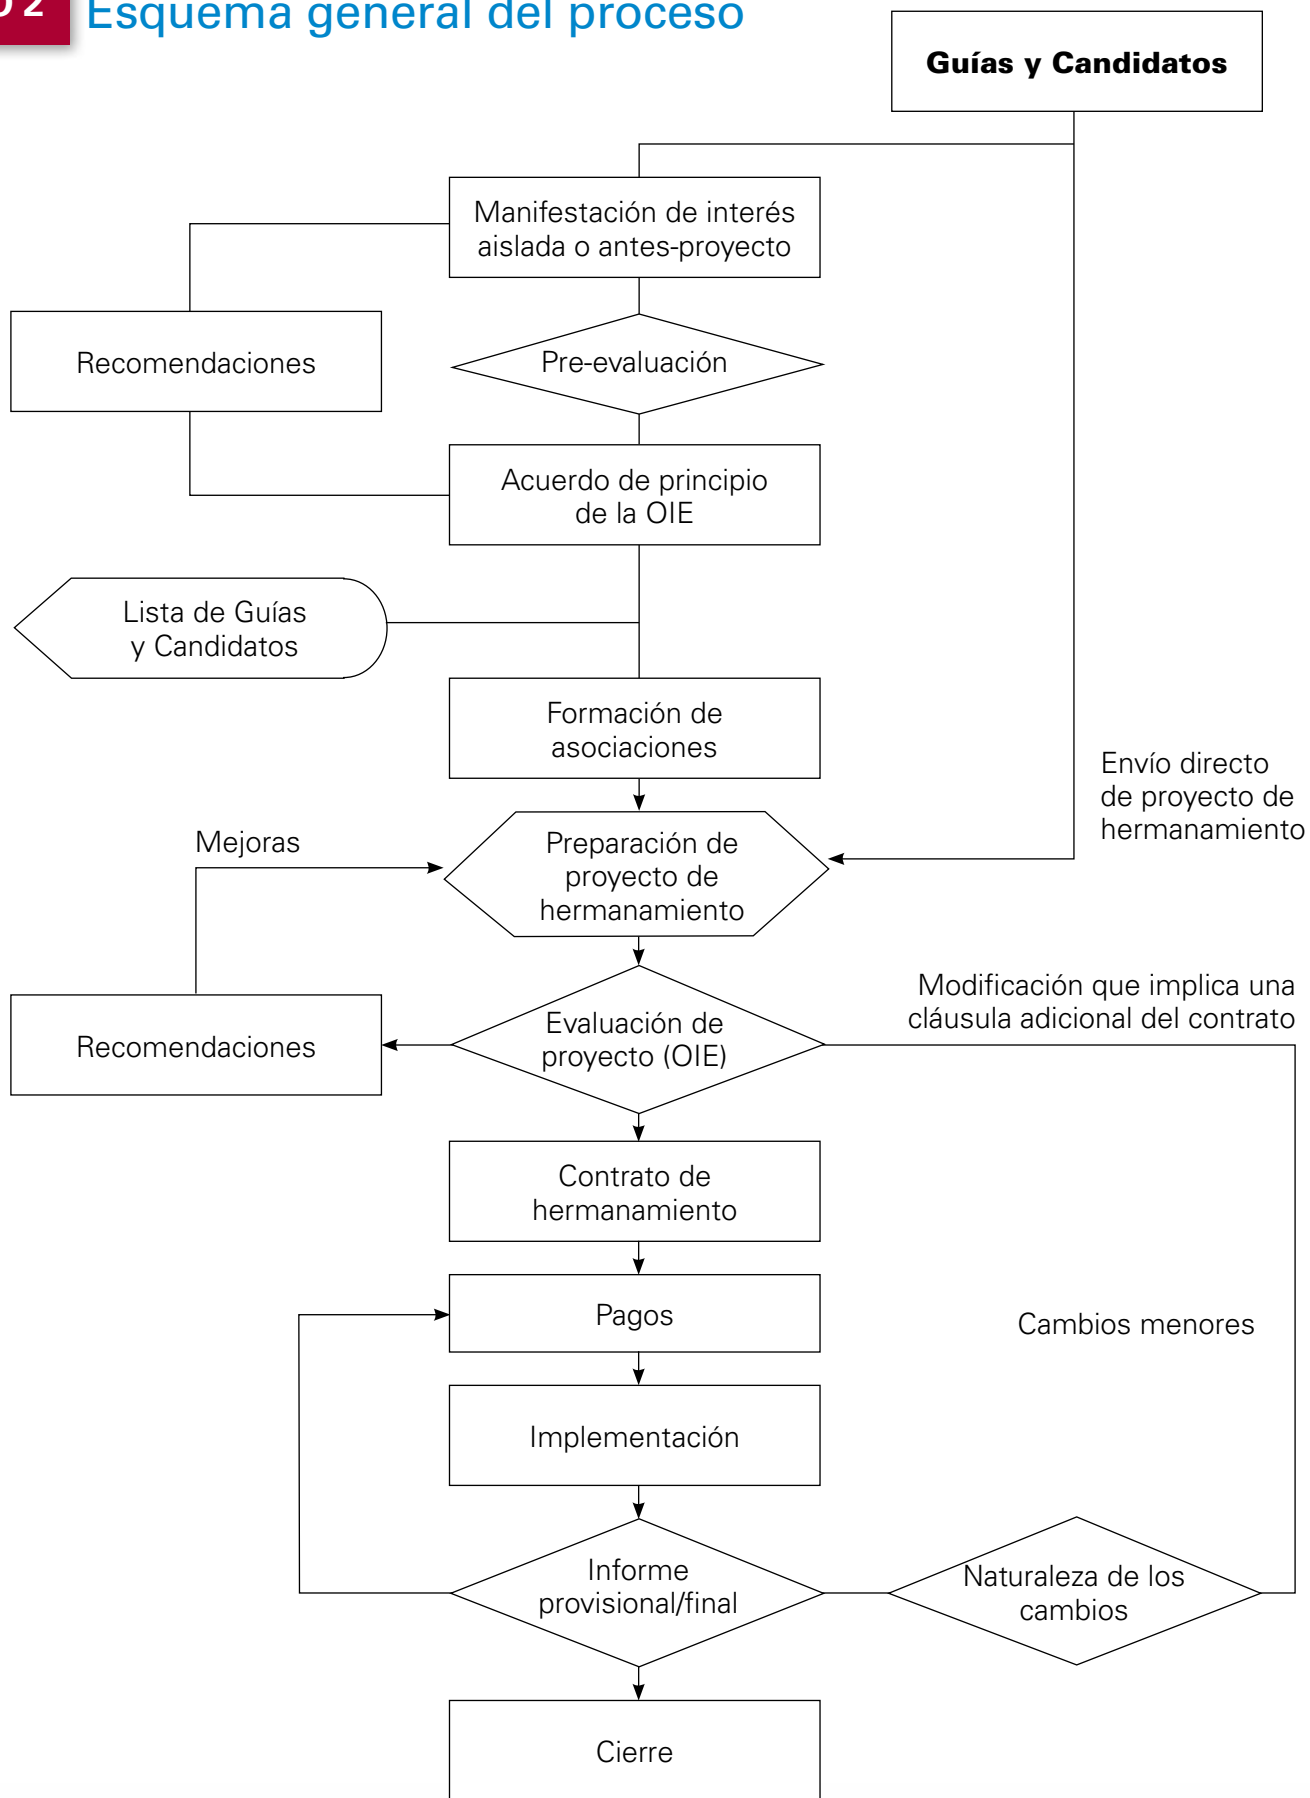 2
Esquema general del proceso
Guías y Candidatos
Manifestación de interés
aislada o antes-proyecto
Recomendaciones
Pre-evaluación
Acuerdo de principio
de la OIE
Lista de Guías
y Candidatos
Formación de
asociaciones
Envío directo
de proyecto de
hermanamiento
Mejoras
Preparación de
proyecto de
hermanamiento
Modificación que implica una
cláusula adicional del contrato
Recomendaciones
Evaluación de
proyecto (OIE)
Contrato de
hermanamiento
Pagos
Cambios menores
Implementación
Informe
provisional/final
Naturaleza de los
cambios
Cierre